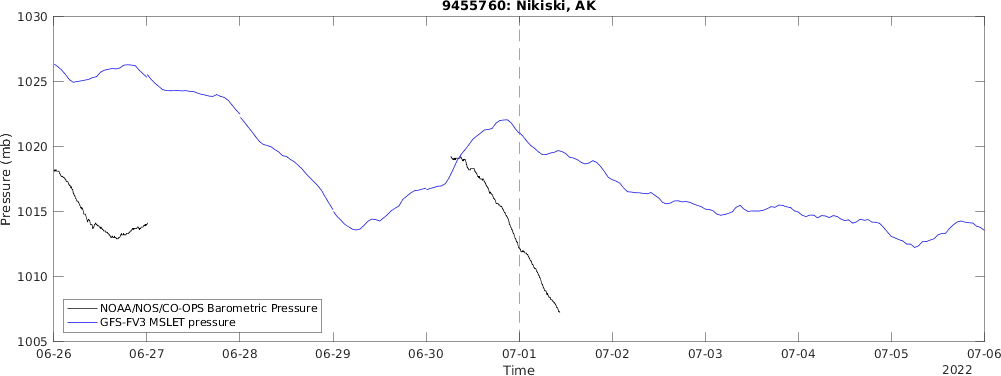 9455760: Nikiski, AK
Pressure (mb)
1030
1025
1020
1015
1010
1005
NOAA/NOS/CO-OPS Barometric Pressure
GFS-FV3 MSLET pressure
06-26 06-27 06-28 06-29 06-30 07-01 07-02 07-03 07-04 07-05 07-06
Time
2022